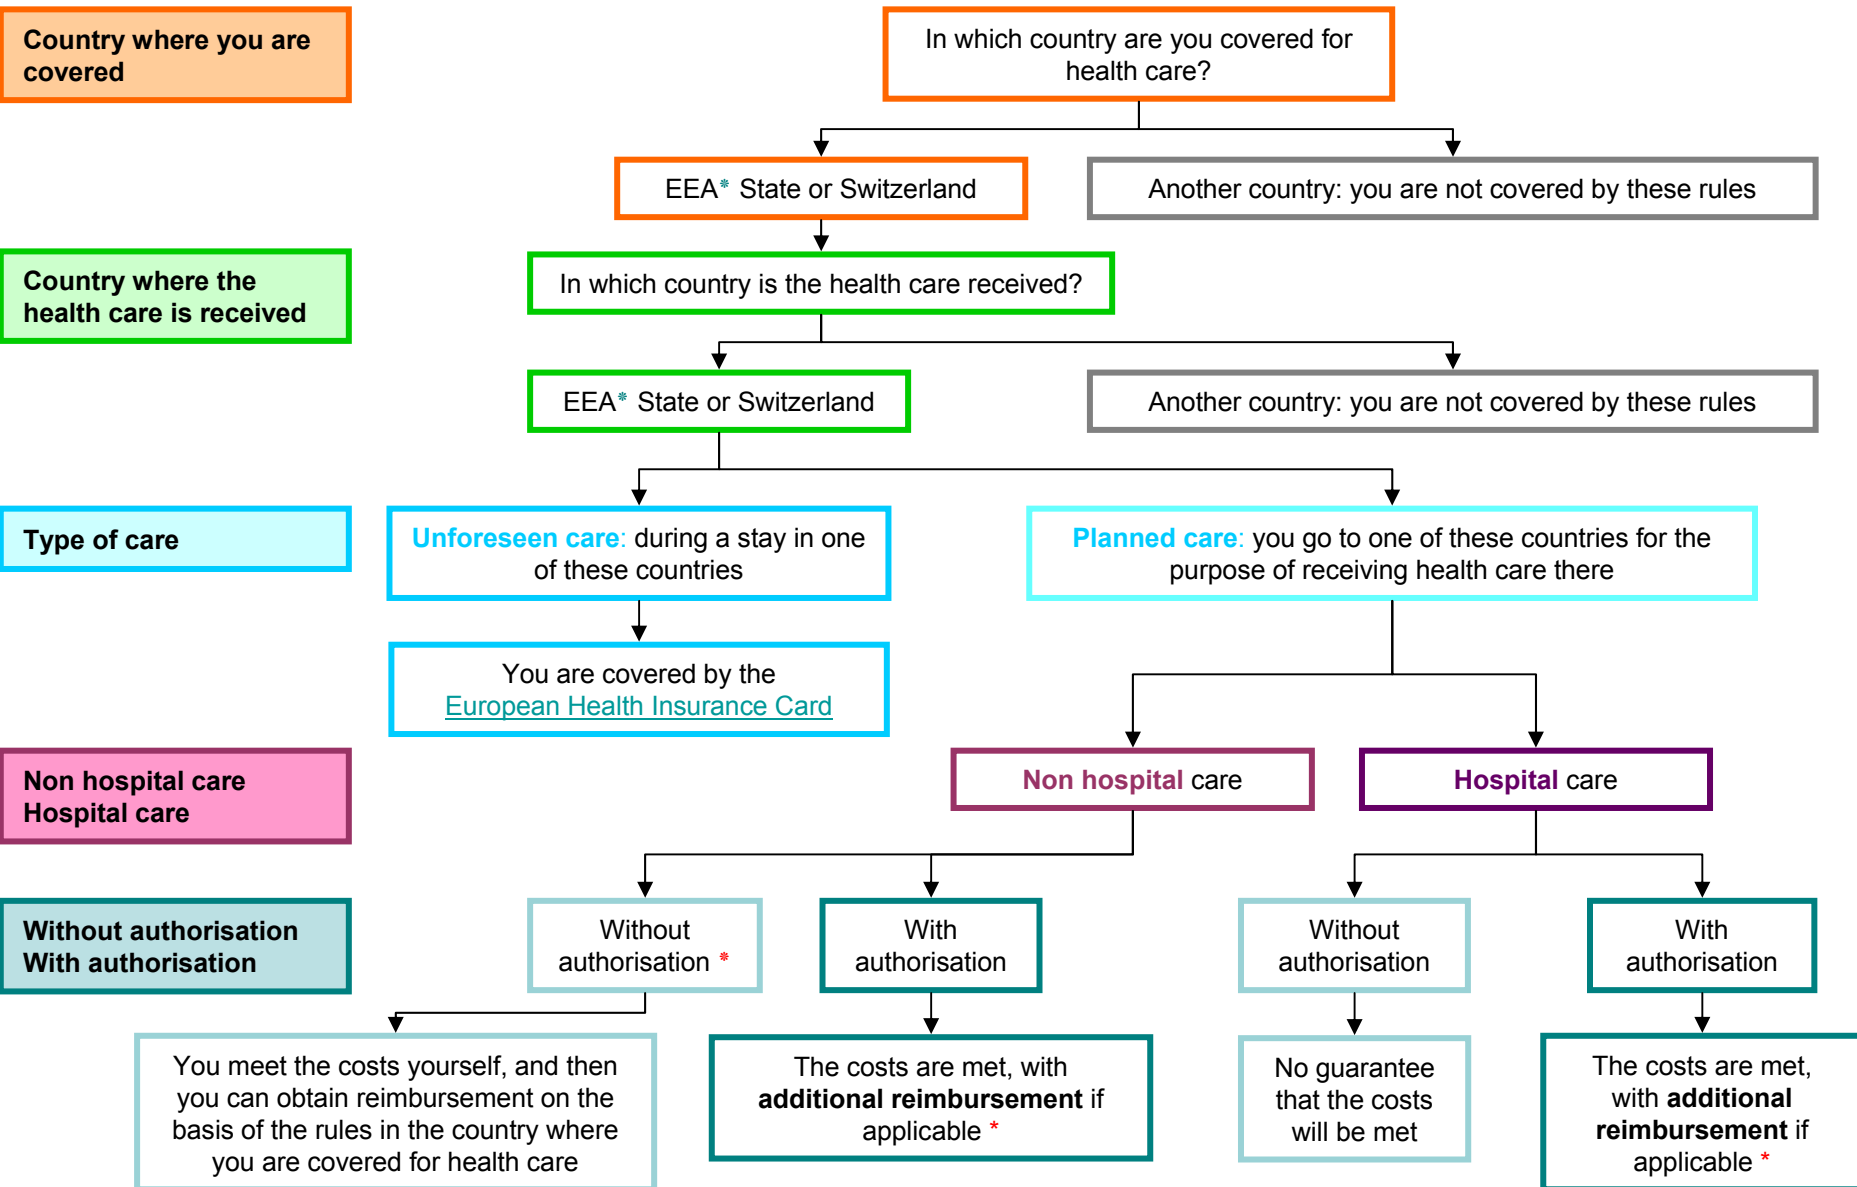 Country where you are
covered
In which country are you covered for
health care?
EEA* State or Switzerland
Another country: you are not covered by these rules
Country where the
health care is received
In which country is the health care received?
EEA* State or Switzerland
Another country: you are not covered by these rules
Type of care
Unforeseen care: during a stay in one
of these countries
Planned care: you go to one of these countries for the
purpose of receiving health care there
You are covered by the
European Health Insurance Card
Non hospital care
Hospital care
Non hospital care
Hospital care
Without authorisation
With authorisation
Without
authorisation *
With
authorisation
Without
authorisation
With
authorisation
You meet the costs yourself, and then
you can obtain reimbursement on the
basis of the rules in the country where
you are covered for health care
The costs are met, with
additional reimbursement if
applicable *
No guarantee
that the costs
will be met
The costs are met,
with additional
reimbursement if
applicable *